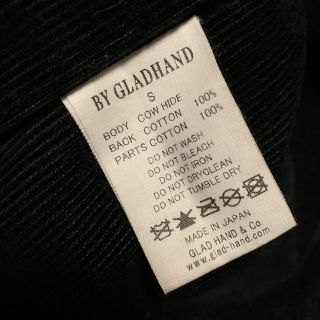 BY GLADHAND
S
BODY COW HIDE
BACK COTTON 100%
PARTS COTTON 100%
DO NOT WASH
DO NOT BLEACH
DO NOT IRON
DO NOT DRYCLEAN
DO NOT TUMBLE DRY
MADE IN JAPAN
GLAD HAND & Co.
www.glad-hand.com